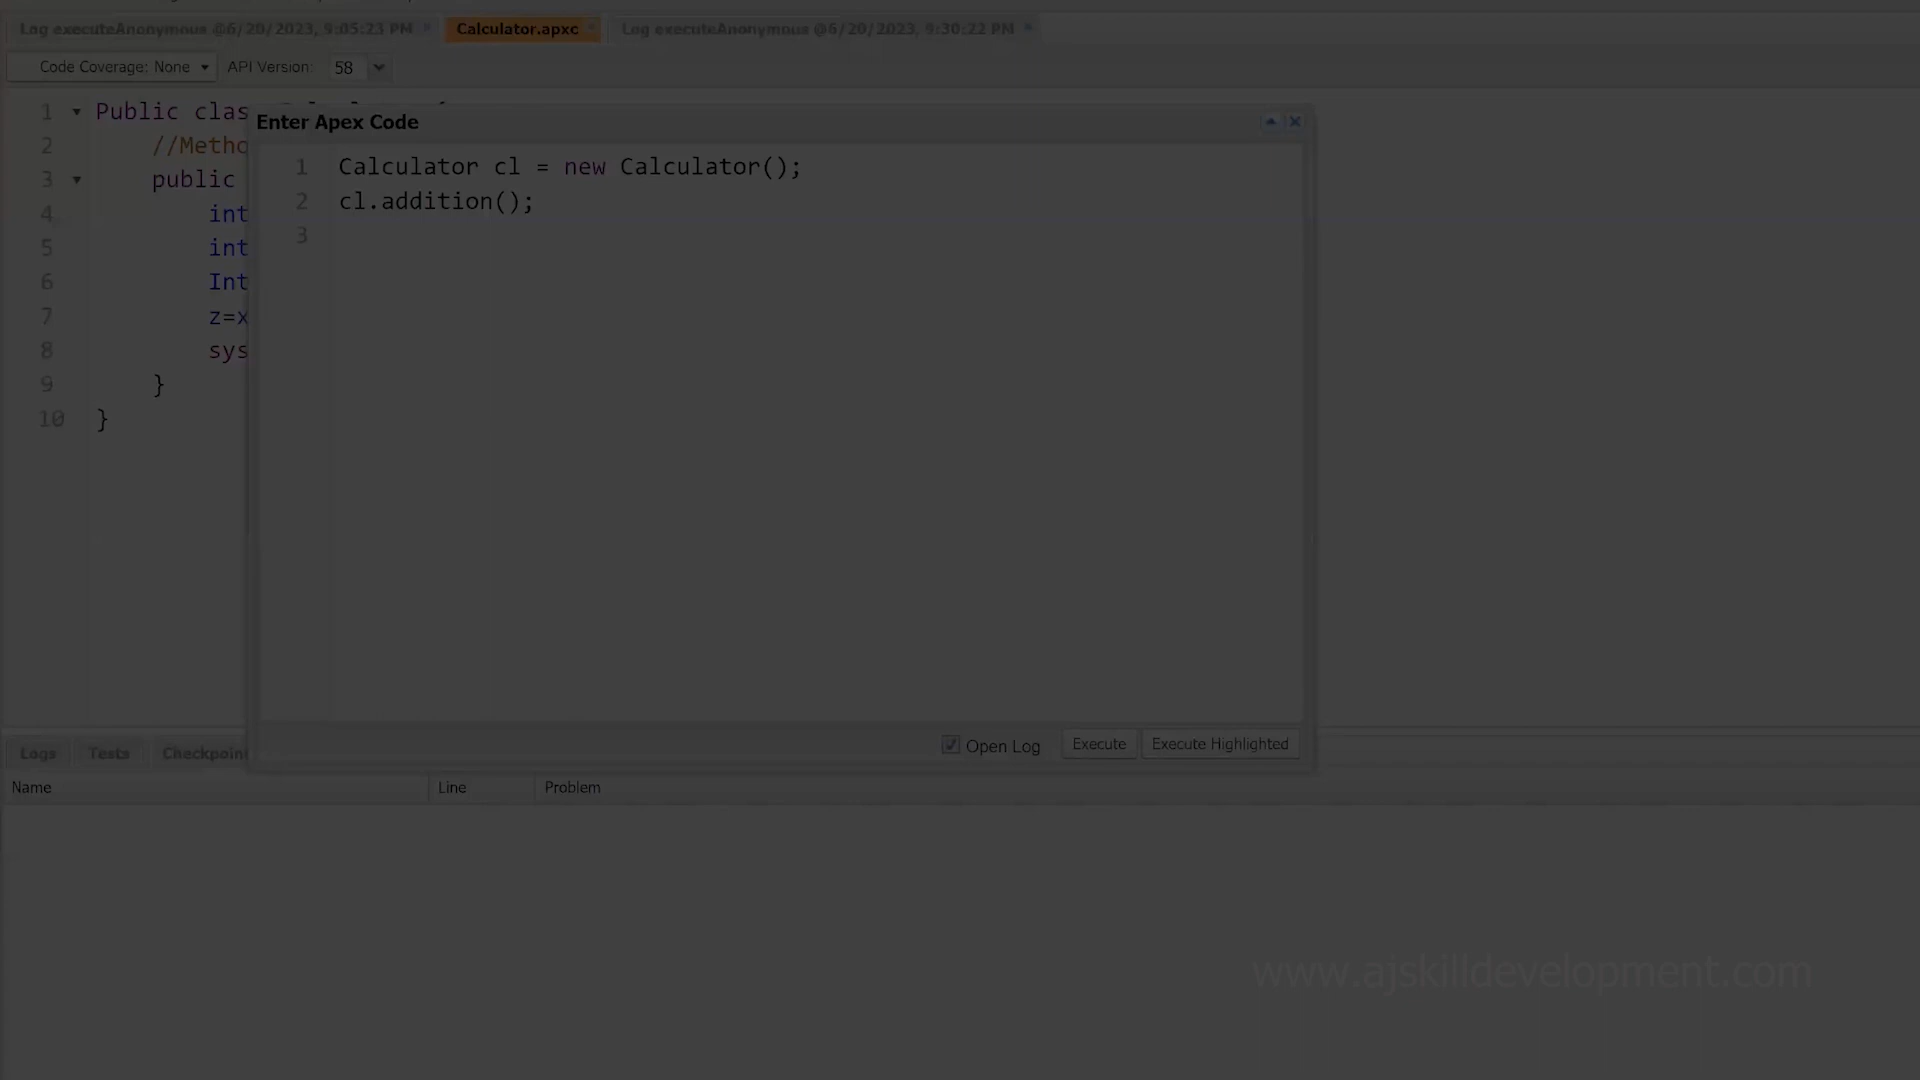 Log executeAnonymous @6/20/2023, 9:05:23 PM
Calculator.apxc
Log executeAnonymous @6/20/2023, 9:30:22 PM
Code Coverage: None
API Version: 58
1 Public clas
2 //Metho
3 public
4 int
5 int
6 Int
7 z=x
8 sys
9 }
10 }
Enter Apex Code
1 Calculator cl = new Calculator();
2 cl.addition();
3
Open Log Execute Execute Highlighted
Logs Tests Checkpoint
Name Line Problem
www.ajskilldevelopment.com